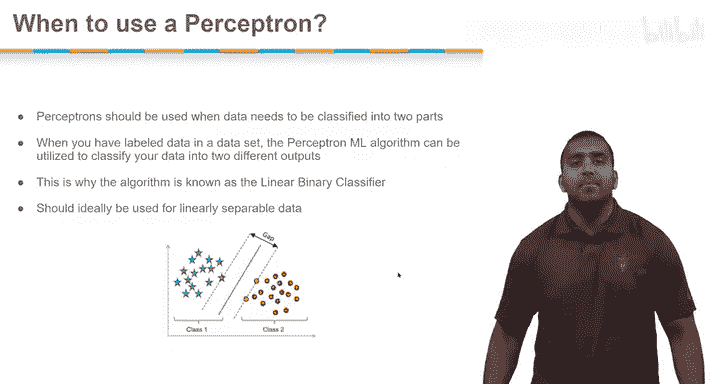 When to use a Perceptron?
bilibili
● Perceptrons should be used when data needs to be classified into two parts
● When you have labeled data in a data set, the Perceptron ML algorithm can be
utilized to classify your data into two different outputs
● This is why the algorithm is known as the Linear Binary Classifier
● Should ideally be used for linearly separable data
Gap
Class 1
Class 2